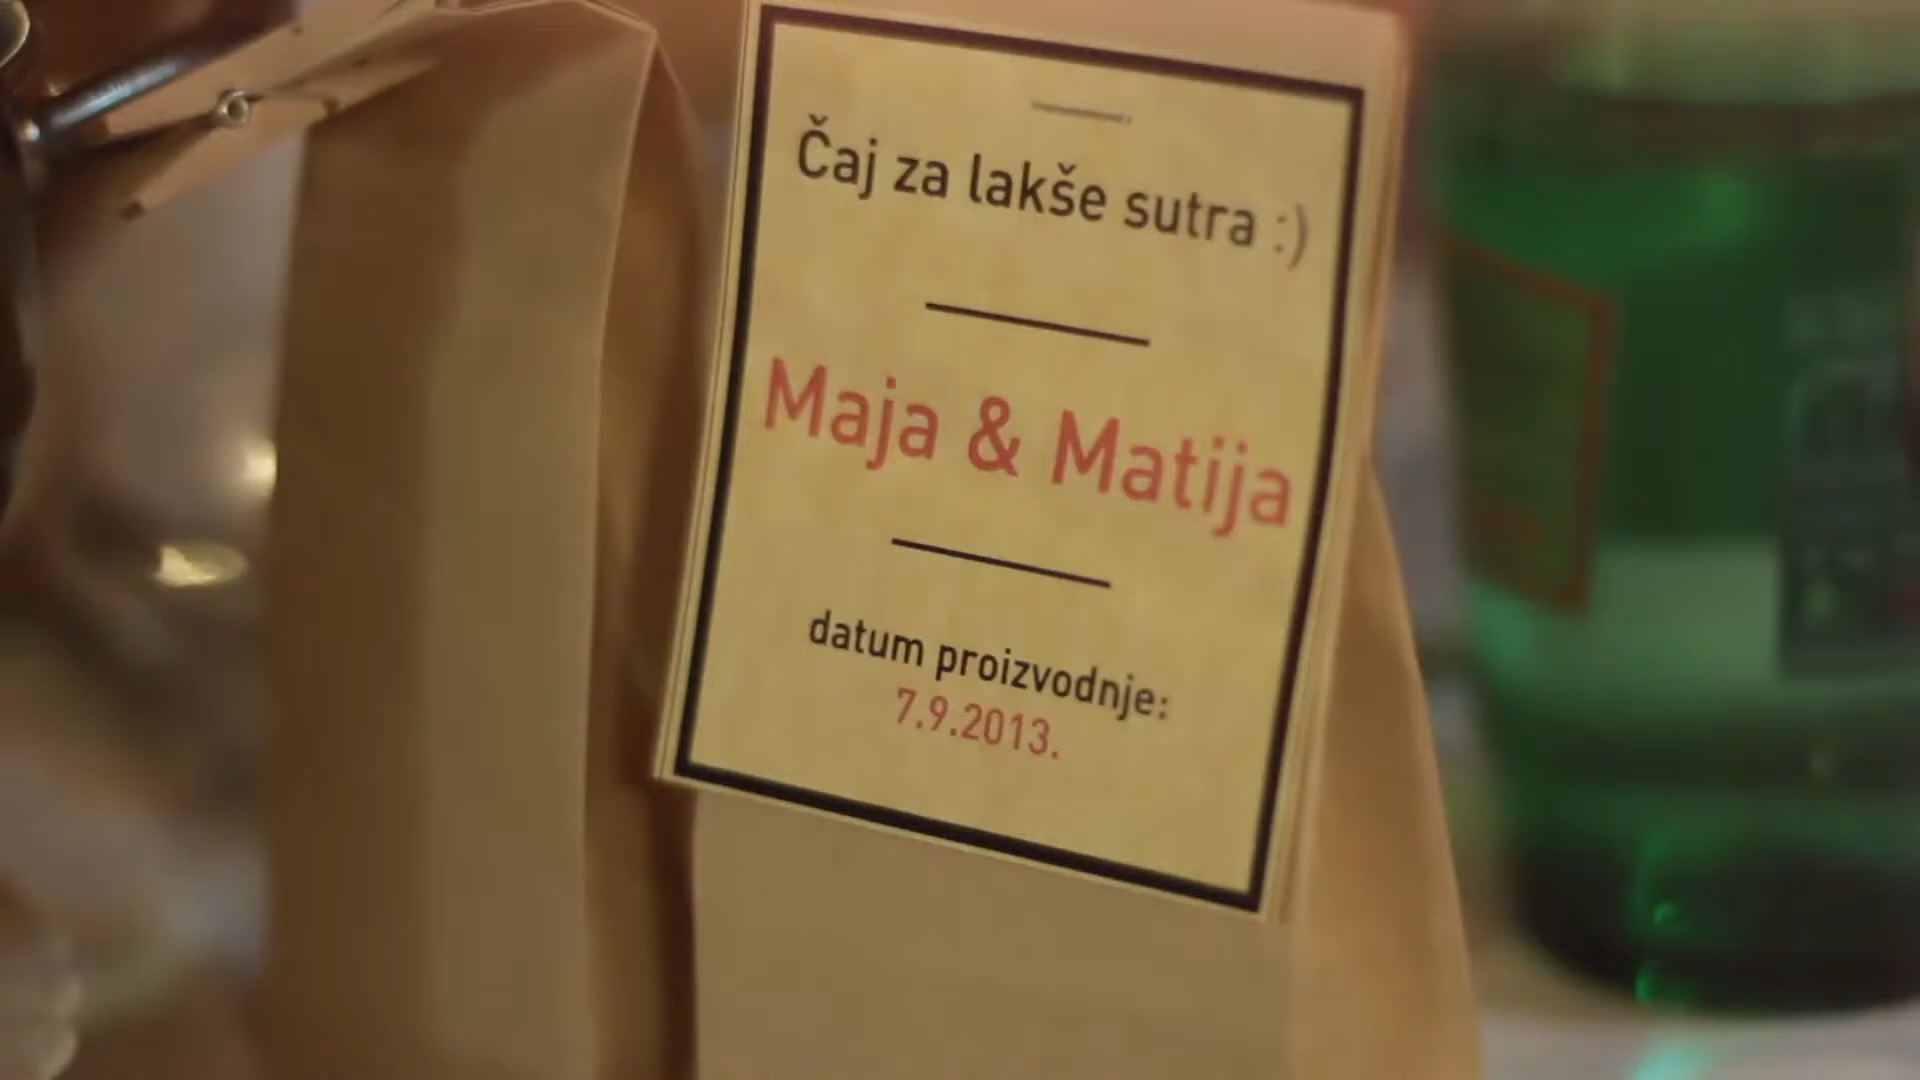 Čaj za lakše sutra :)
Maja & Matija
datum proizvodnje:
7.9.2013.